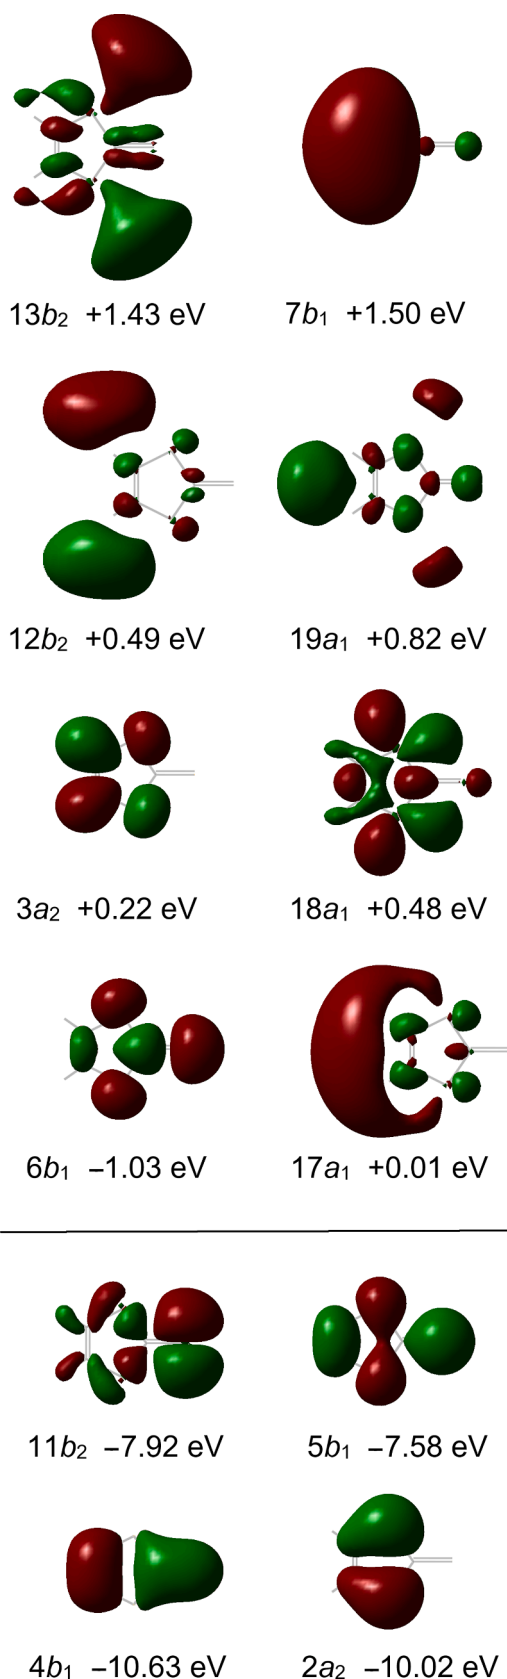 13b₂ +1.43 eV 7b₁ +1.50 eV
12b₂ +0.49 eV 19a₁ +0.82 eV
3a₂ +0.22 eV 18a₁ +0.48 eV
6b₁ –1.03 eV 17a₁ +0.01 eV
11b₂ –7.92 eV 5b₁ –7.58 eV
4b₁ –10.63 eV 2a₂ –10.02 eV